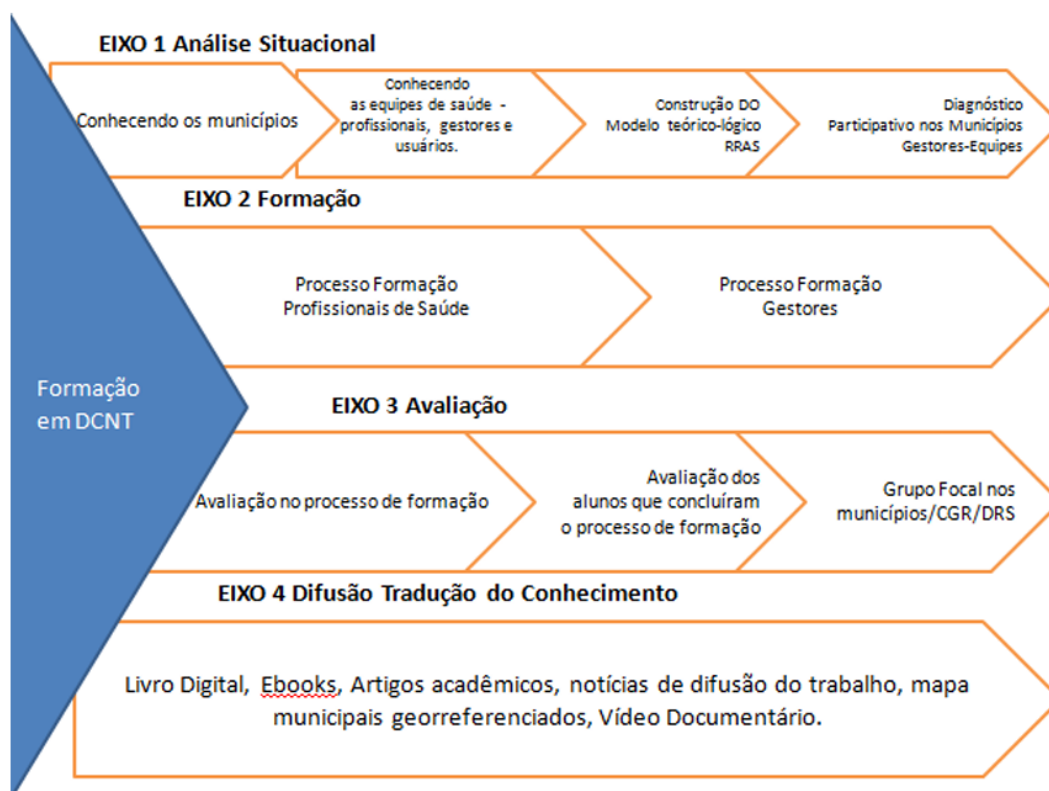 EIXO 1 Análise Situacional
Conhecendo os municípios
Conhecendo
as equipes de saúde -
profissionais, gestores e
usuários.
Construção DO
Modelo teórico-lógico
RRAS
Diagnóstico
Participativo nos Municípios
Gestores-Equipes
EIXO 2 Formação
Processo Formação
Profissionais de Saúde
Processo Formação
Gestores
Formação
em DCNT
EIXO 3 Avaliação
Avaliação no processo de formação
Avaliação dos
alunos que concluíram
o processo de formação
Grupo Focal nos
municípios/CGR/DRS
EIXO 4 Difusão Tradução do Conhecimento
Livro Digital, Ebooks, Artigos acadêmicos, notícias de difusão do trabalho, mapa
municipais georreferenciados, Vídeo Documentário.